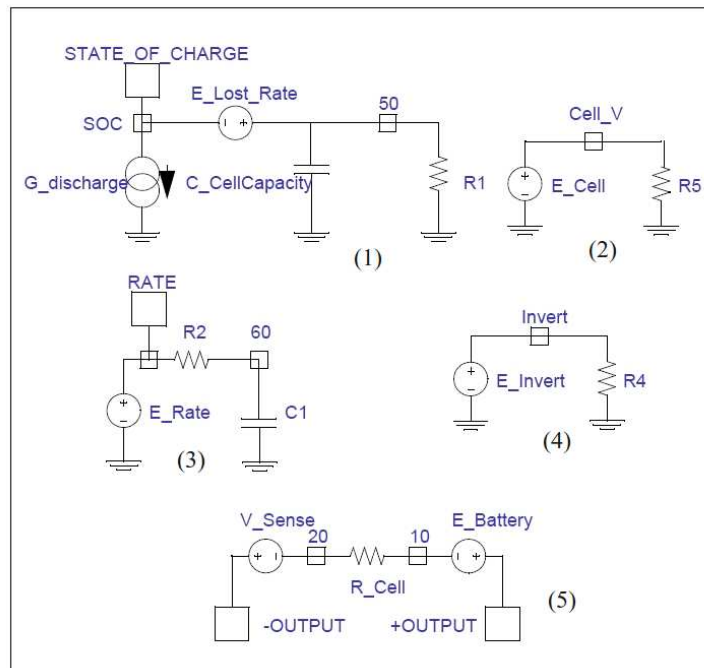 STATE_OF_CHARGE
E_Lost_Rate
50
SOC
G_discharge
C_CellCapacity
R1
(1)
Cell_V
E_Cell
R5
(2)
RATE
R2
60
E_Rate
C1
(3)
Invert
E_Invert
R4
(4)
V_Sense
E_Battery
20
10
R_Cell
-OUTPUT
+OUTPUT
(5)